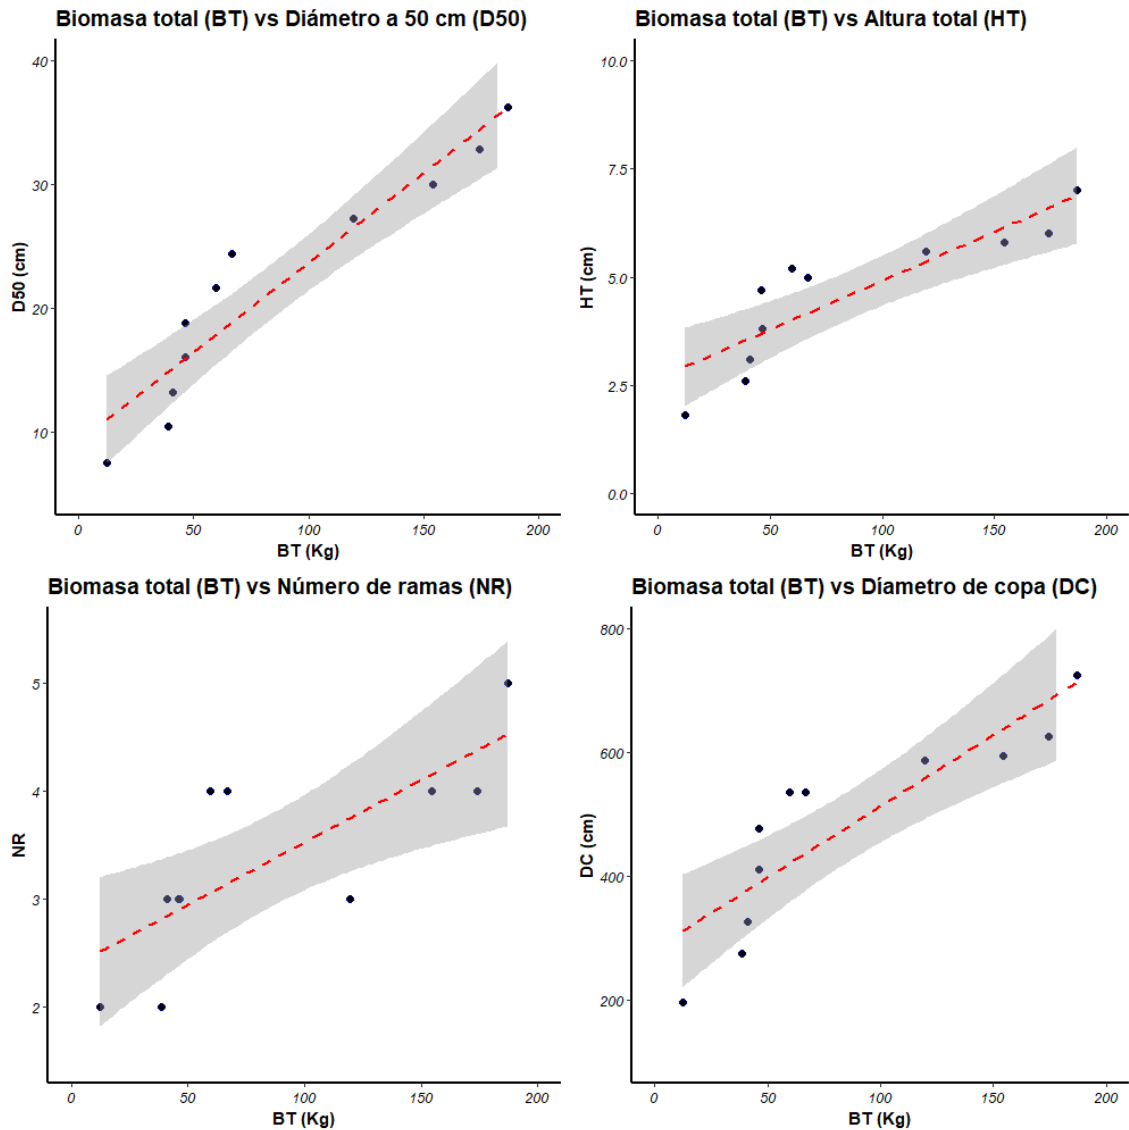 Biomasa total (BT) vs Diámetro a 50 cm (D50)
40
30
20
10
D50 (cm)
0 50 100 150 200
BT (Kg)
Biomasa total (BT) vs Altura total (HT)
10.0
7.5
5.0
2.5
0.0
HT (cm)
0 50 100 150 200
BT (Kg)
Biomasa total (BT) vs Número de ramas (NR)
5
4
3
2
NR
0 50 100 150 200
BT (Kg)
Biomasa total (BT) vs Díametro de copa (DC)
800
600
400
200
DC (cm)
0 50 100 150 200
BT (Kg)